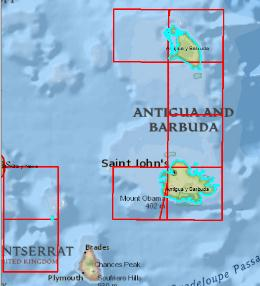 Antigua y Barbuda
ANTIGUA AND
BARBUDA
Saint John's
Antigua y Barbuda
Mount Obama
402 m
NTSERRAT
UNITED KINGDOM
Brades
Chances Peak
Plymouth
Soufriere Hills
Guadeloupe Passa